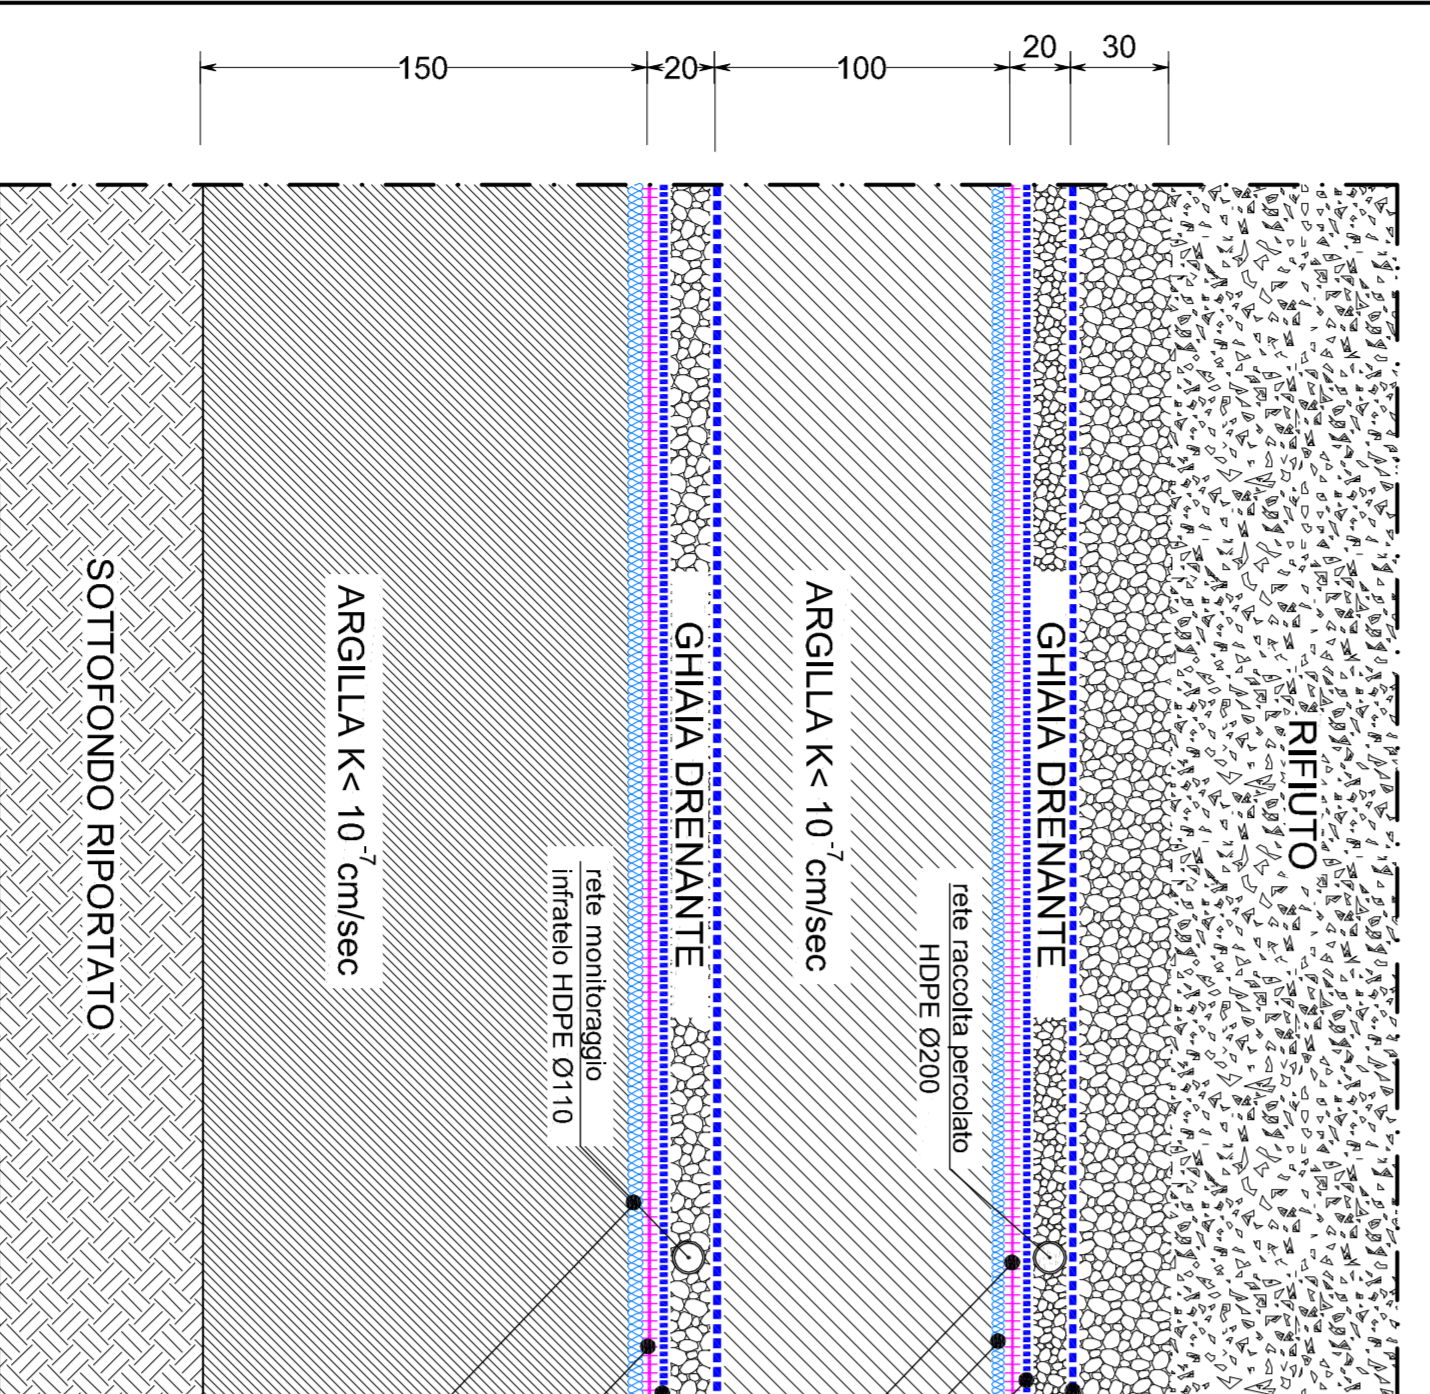 150
20
100
20
30
SOTTOFONDO RIPORTATO
ARGILLA K< 10-7 cm/sec
rete monitoraggio
infratelo HDPE Ø110
GHIAIA DRENANTE
ARGILLA K< 10-7 cm/sec
rete raccolta percolato
HDPE Ø200
GHIAIA DRENANTE
RIFIUTO